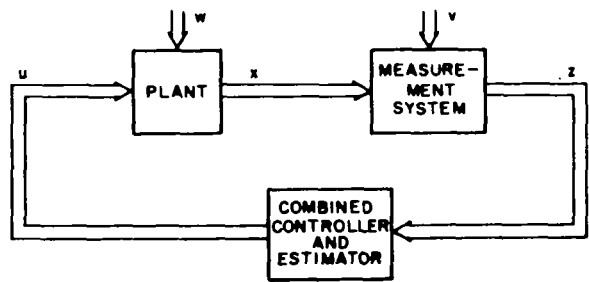 w
v
u
PLANT
x
MEASURE-
MENT
SYSTEM
z
COMBINED
CONTROLLER
AND
ESTIMATOR